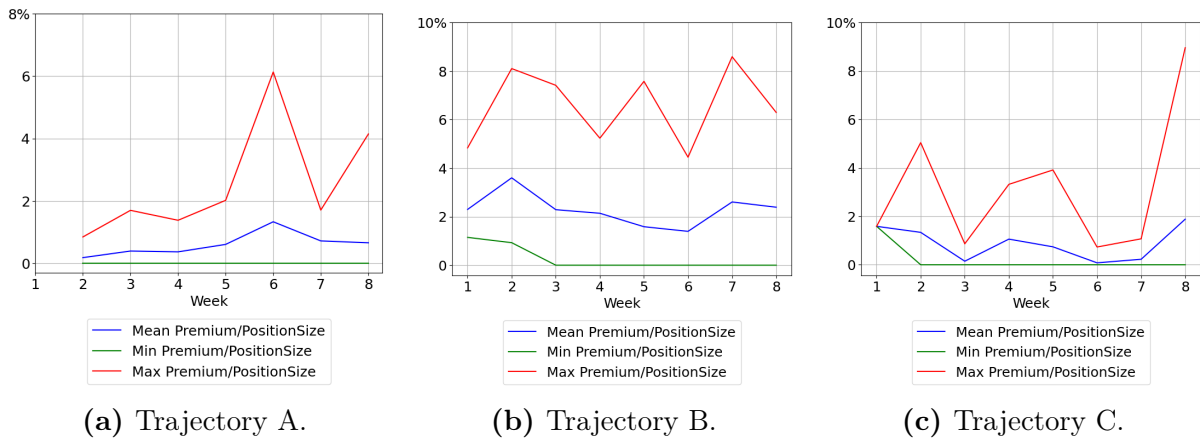 8%
6
4
2
0
1 2 3 4 5 6 7 8
Week
Mean Premium/PositionSize
Min Premium/PositionSize
Max Premium/PositionSize
(a) Trajectory A.
10%
8
6
4
2
0
1 2 3 4 5 6 7 8
Week
Mean Premium/PositionSize
Min Premium/PositionSize
Max Premium/PositionSize
(b) Trajectory B.
10%
8
6
4
2
0
1 2 3 4 5 6 7 8
Week
Mean Premium/PositionSize
Min Premium/PositionSize
Max Premium/PositionSize
(c) Trajectory C.